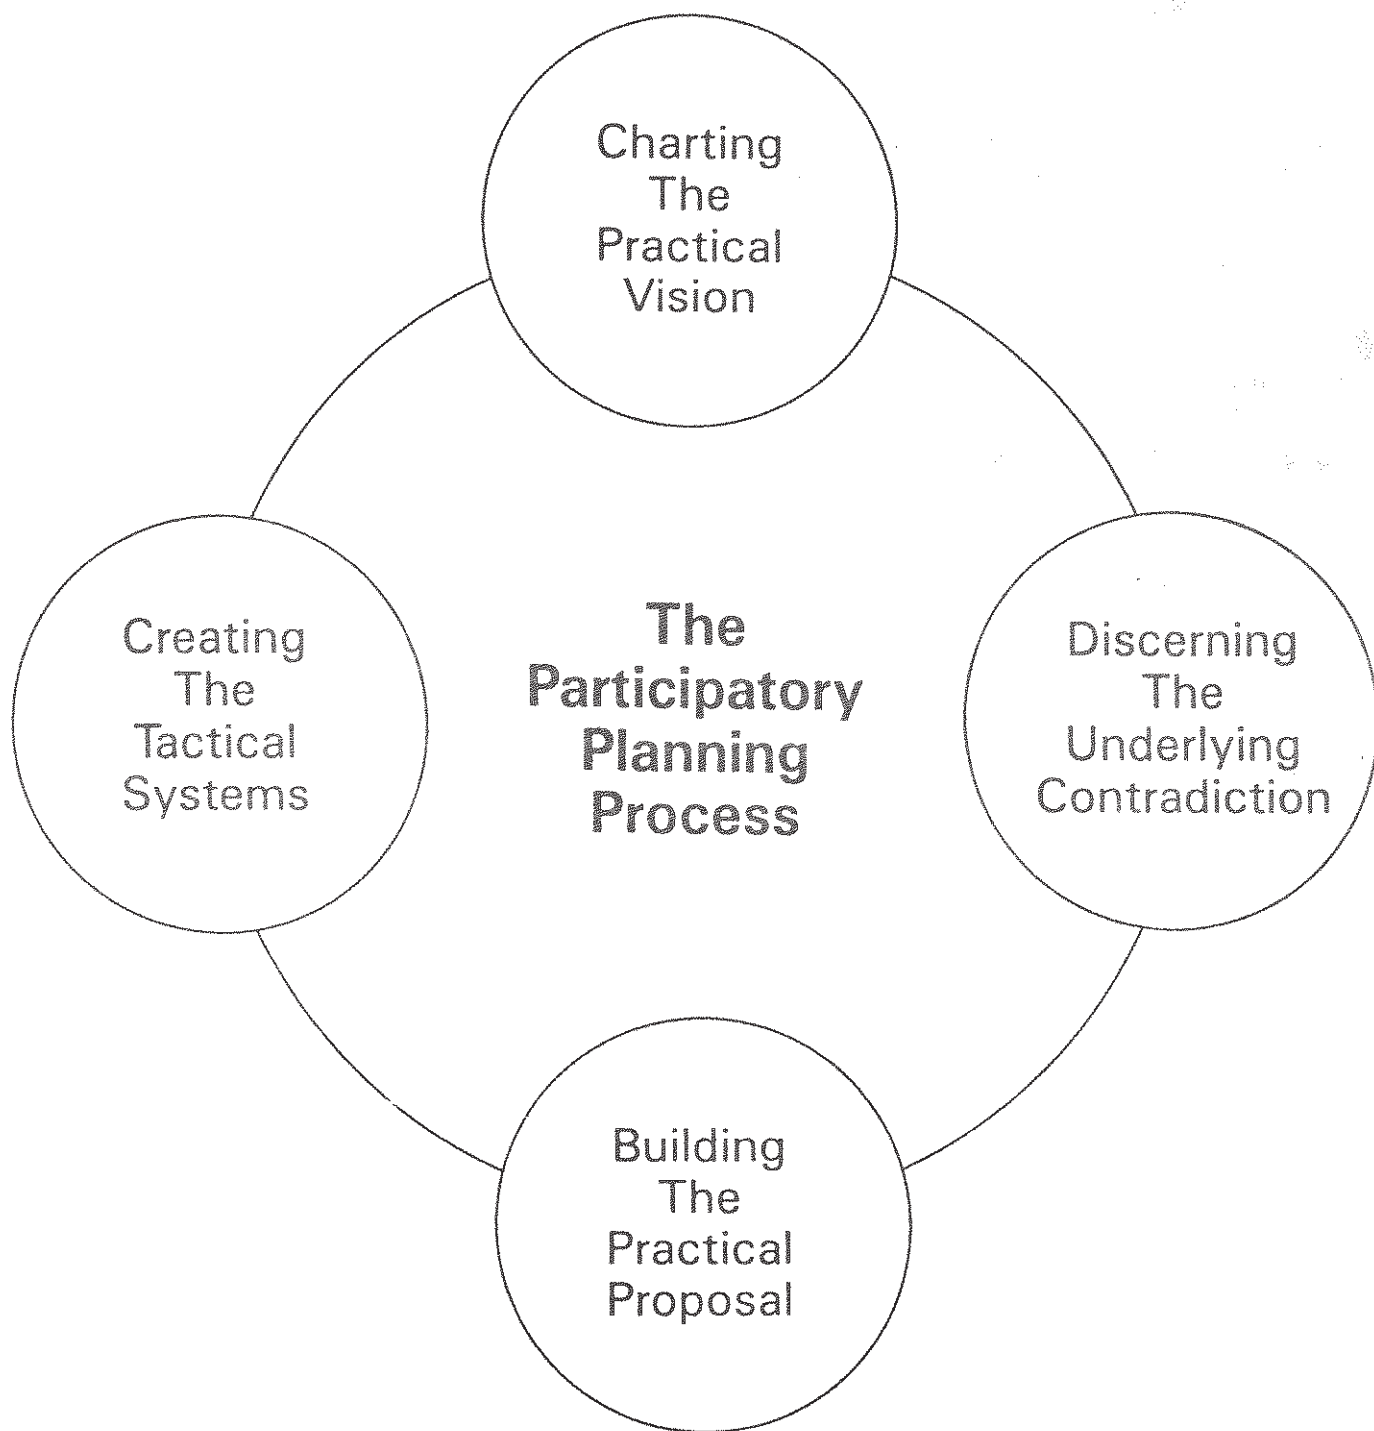 Charting
The
Practical
Vision
Creating
The
Tactical
Systems
The
Participatory
Planning
Process
Discerning
The
Underlying
Contradiction
Building
The
Practical
Proposal